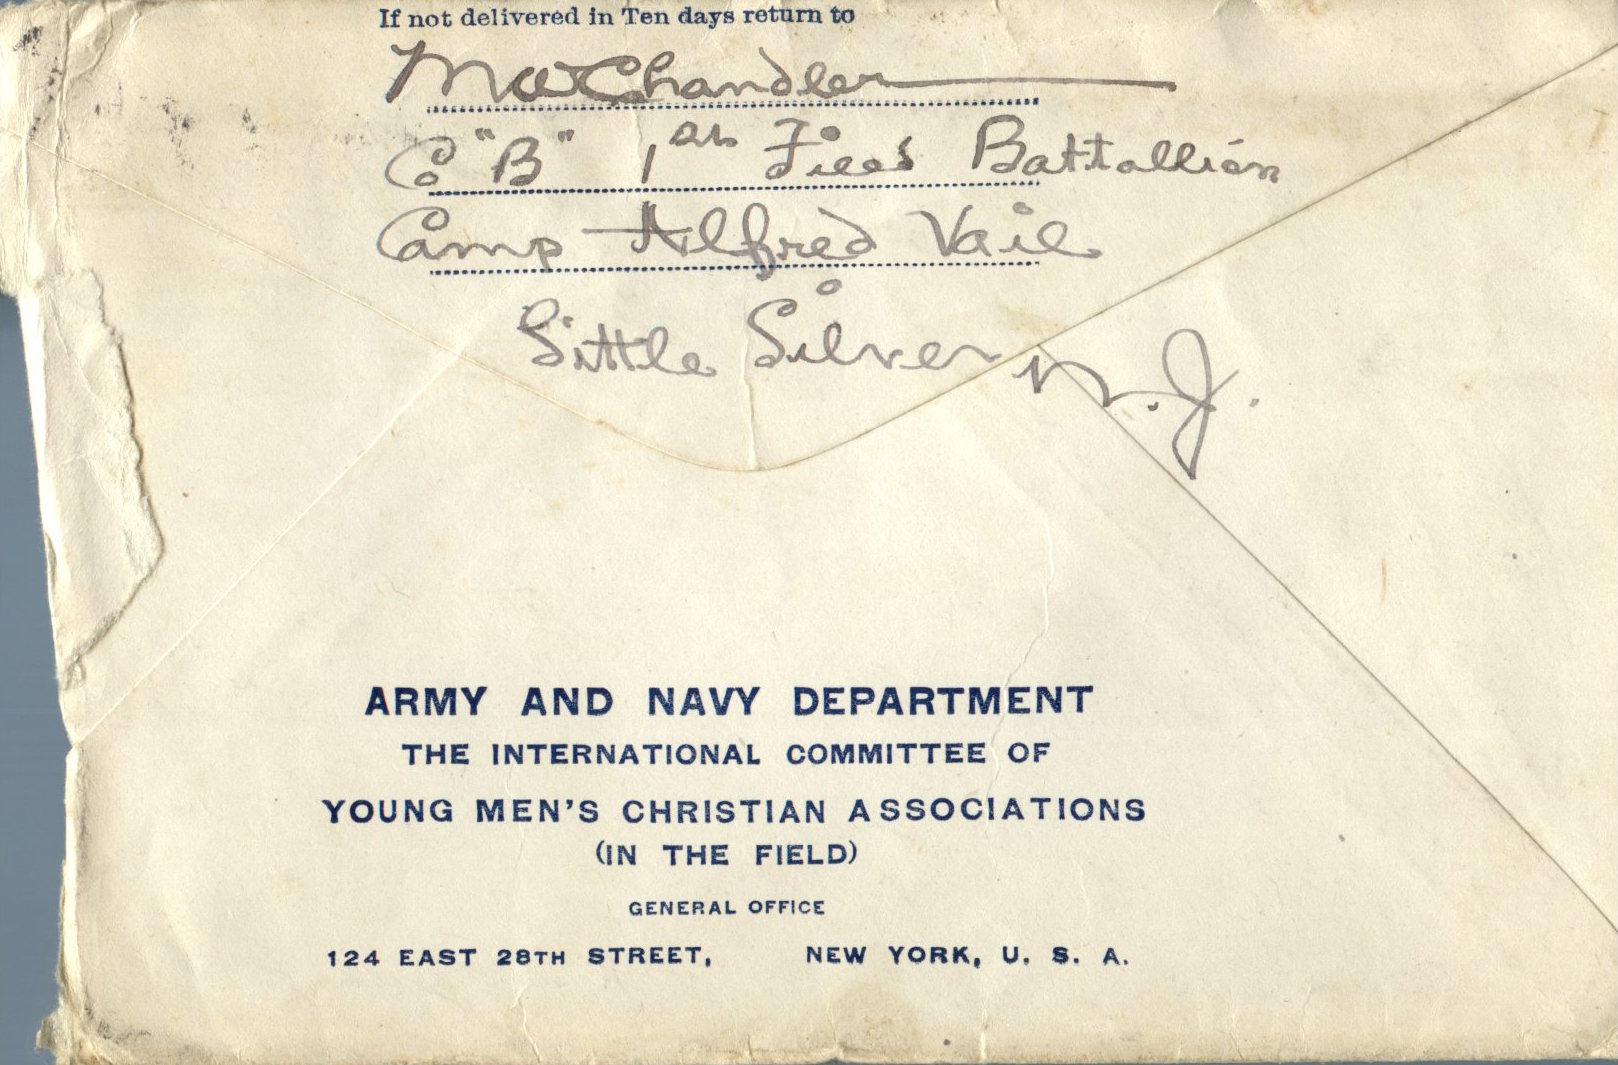 If not delivered in Ten days return to
MW Chandler
Co "B" 1st Field Battallion
Camp Alfred Vail
Little Silver N.J.
ARMY AND NAVY DEPARTMENT
THE INTERNATIONAL COMMITTEE OF
YOUNG MEN'S CHRISTIAN ASSOCIATIONS
(IN THE FIELD)
GENERAL OFFICE
124 EAST 28TH STREET, NEW YORK, U. S. A.